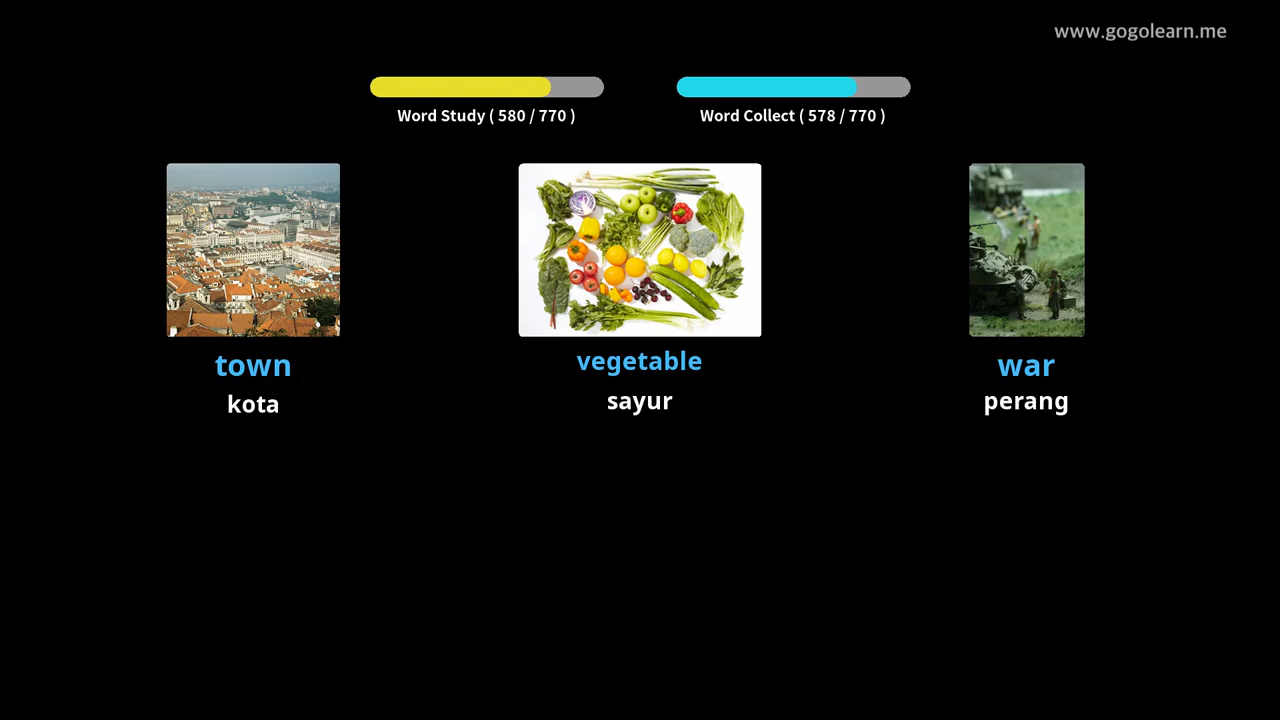 www.gogolearn.me
Word Study ( 580 / 770 )
Word Collect ( 578 / 770 )
town
vegetable
war
kota
sayur
perang